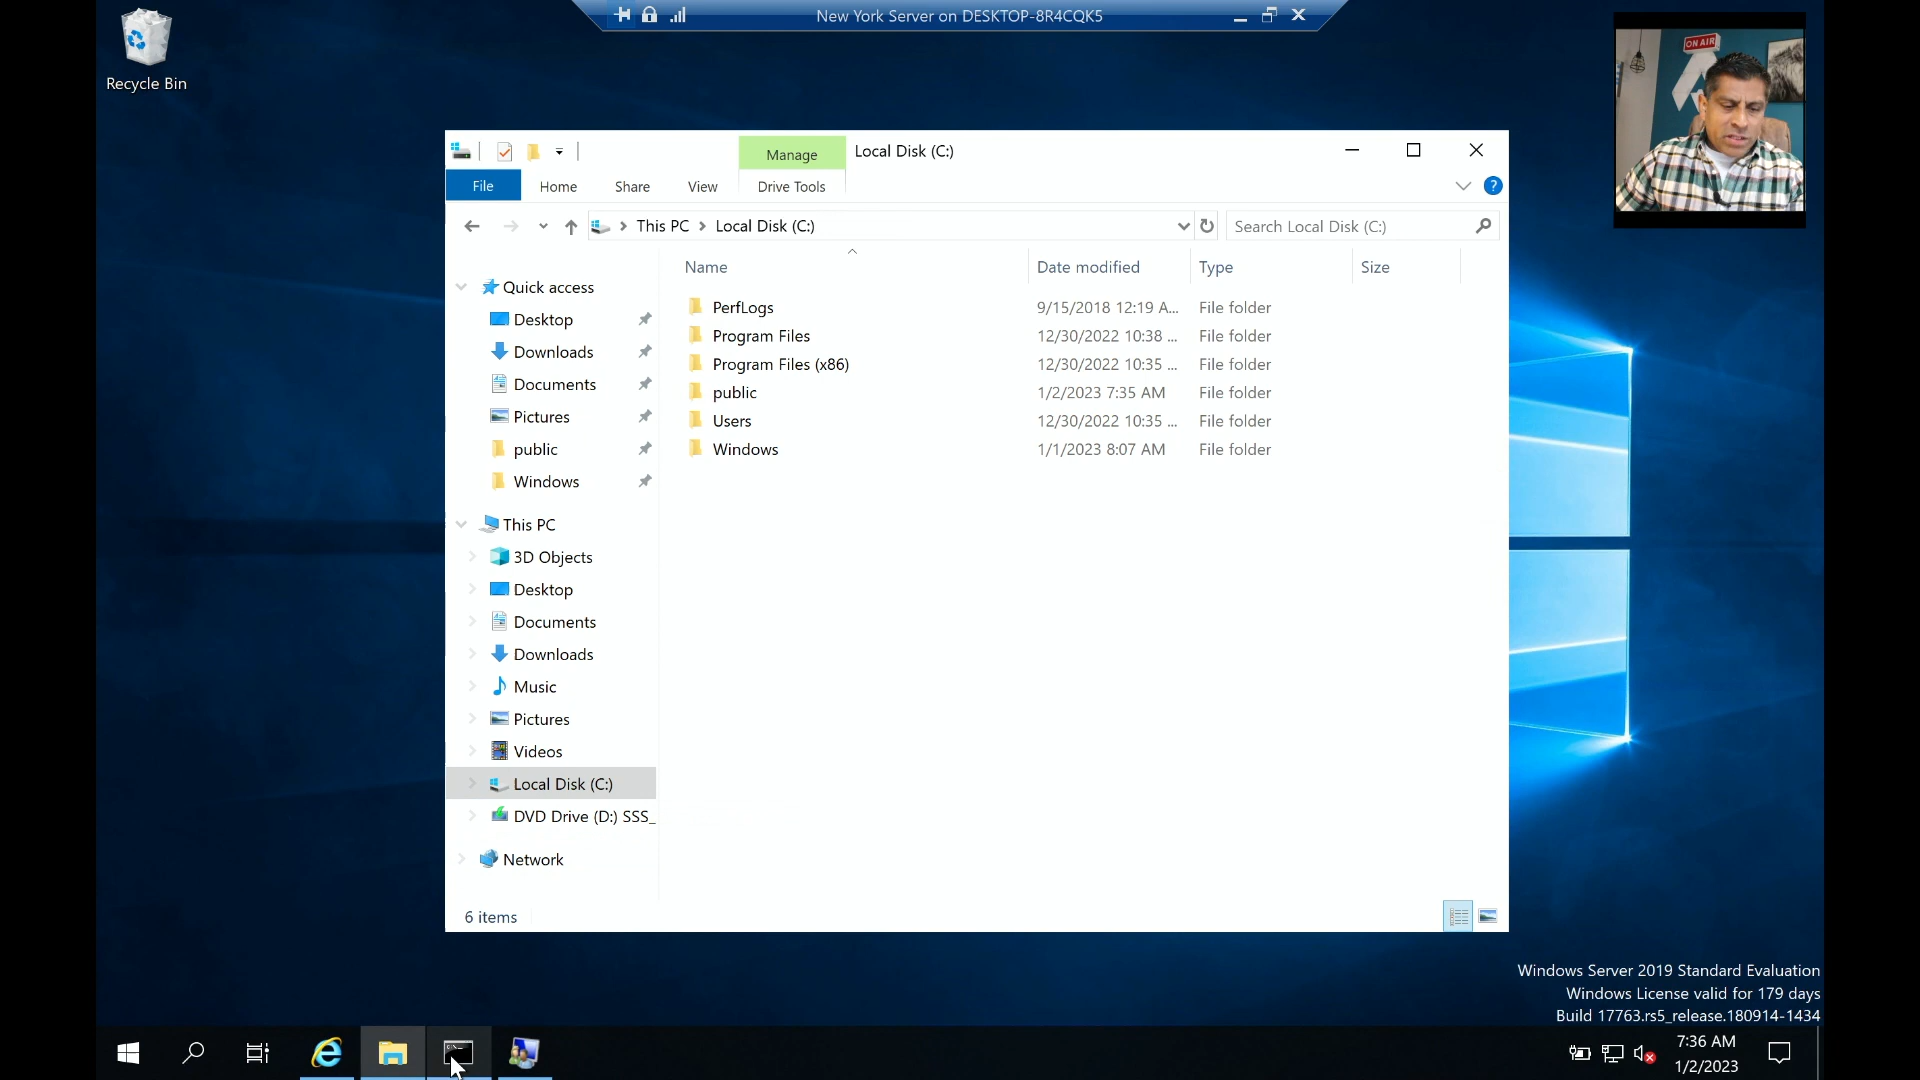 New York Server on DESKTOP-8R4CQK5
Recycle Bin
ON AIR
Manage
Local Disk (C:)
File
Home
Share
View
Drive Tools
This PC
Local Disk (C:)
Search Local Disk (C:)
Name
Date modified
Type
Size
Quick access
Desktop
Downloads
Documents
Pictures
public
Windows
This PC
3D Objects
Desktop
Documents
Downloads
Music
Pictures
Videos
Local Disk (C:)
DVD Drive (D:) SSS_
Network
PerfLogs 9/15/2018 12:19 A... File folder
Program Files 12/30/2022 10:38 ... File folder
Program Files (x86) 12/30/2022 10:35 ... File folder
public 1/2/2023 7:35 AM File folder
Users 12/30/2022 10:35 ... File folder
Windows 1/1/2023 8:07 AM File folder
6 items
Windows Server 2019 Standard Evaluation
Windows License valid for 179 days
Build 17763.rs5_release.180914-1434
7:36 AM
1/2/2023